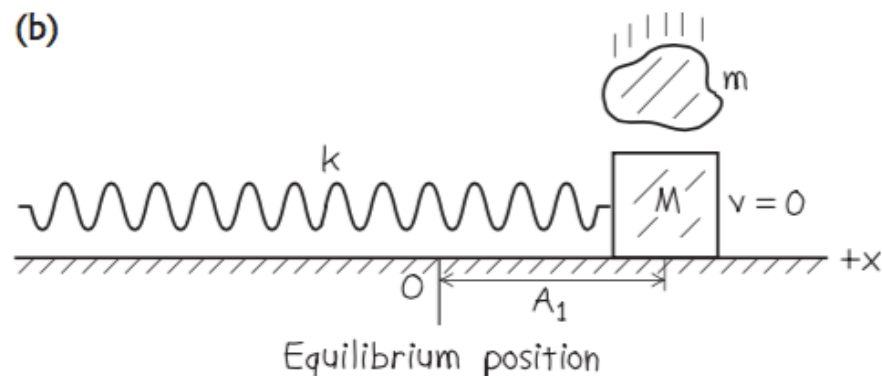 (b)
m
k
M
v = 0
+x
O
A₁
Equilibrium position